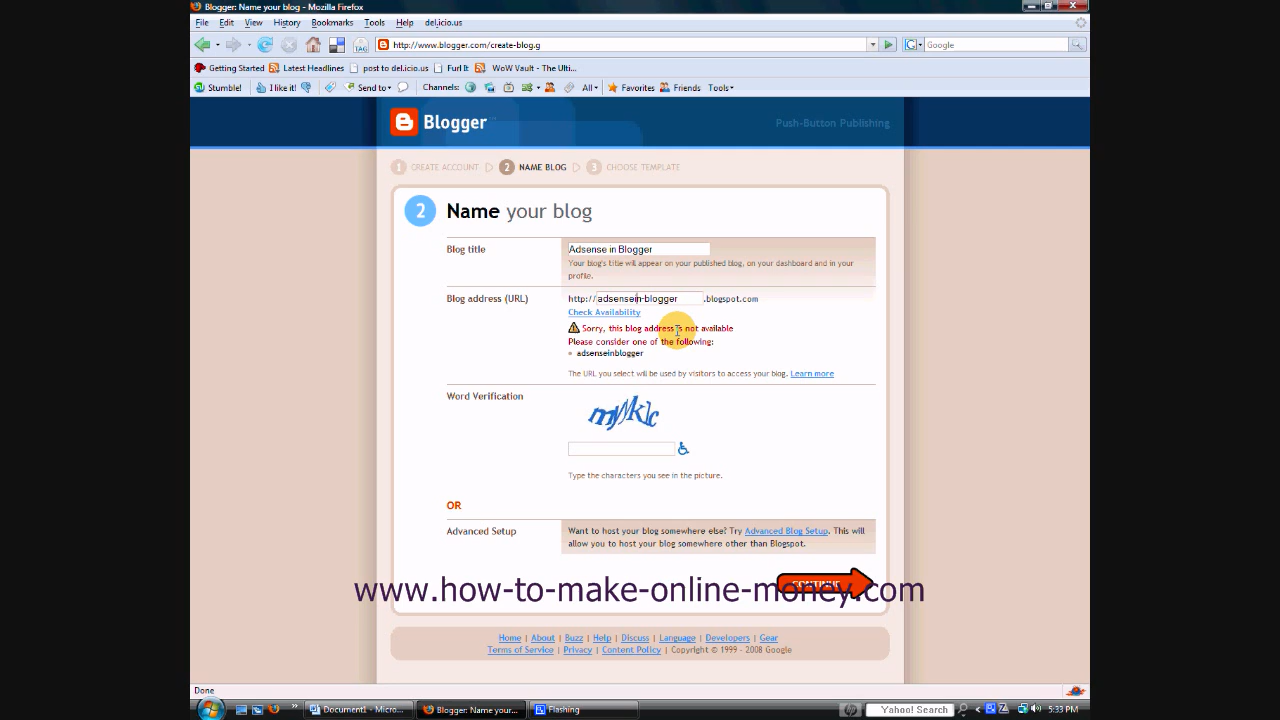 Blogger: Name your blog - Mozilla Firefox
File Edit View History Bookmarks Tools Help del.icio.us
http://www.blogger.com/create-blog.g
Google
Getting Started Latest Headlines post to del.icio.us Furl It WoW Vault - The Ulti...
Stumble! I like it! Send to Channels: All Favorites Friends Tools
Blogger
Push-Button Publishing
1 CREATE ACCOUNT 2 NAME BLOG 3 CHOOSE TEMPLATE
2 Name your blog
Blog title
Adsense in Blogger
Your blog's title will appear on your published blog, on your dashboard and in your
profile.
Blog address (URL)
http:// adsensein-blogger .blogspot.com
Check Availability
Sorry, this blog address is not available
Please consider one of the following:
adsenseinblogger
The URL you select will be used by visitors to access your blog. Learn more
Word Verification
Type the characters you see in the picture.
OR
Advanced Setup
Want to host your blog somewhere else? Try Advanced Blog Setup. This will
allow you to host your blog somewhere other than Blogspot.
CONTINUE
www.how-to-make-online-money.com
Home | About | Buzz | Help | Discuss | Language | Developers | Gear
Terms of Service | Privacy | Content Policy | Copyright © 1999 - 2008 Google
Done
Document1 - Micro... Blogger: Name your... Flashing
Yahoo! Search
5:33 PM